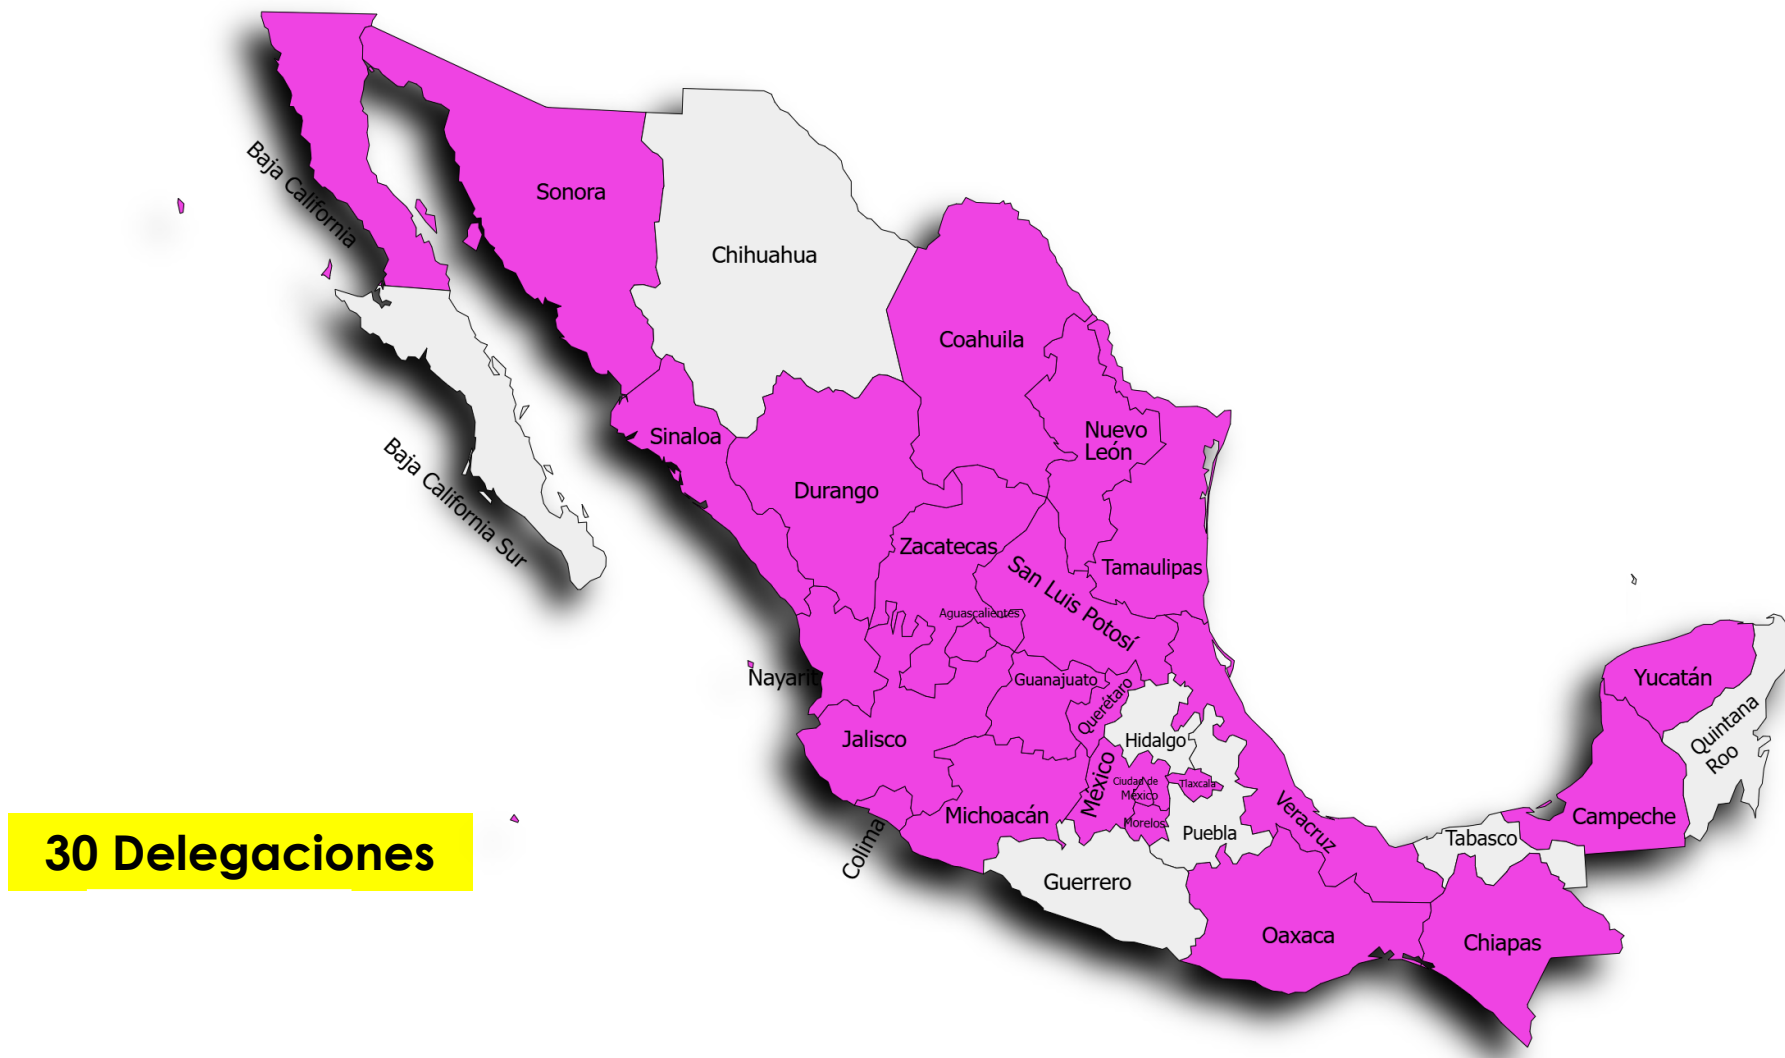 Baja California
Sonora
Chihuahua
Coahuila
Baja California Sur
Sinaloa
Durango
Nuevo
León
Zacatecas
San Luis Potosí
Tamaulipas
Aguascalientes
Nayarit
Guanajuato
Querétaro
Jalisco
Hidalgo
México
Ciudad de
México
Tlaxcala
Morelos
Michoacán
Colima
Puebla
Veracruz
Guerrero
Oaxaca
Tabasco
Chiapas
Campeche
Yucatán
Quintana
Roo
30 Delegaciones